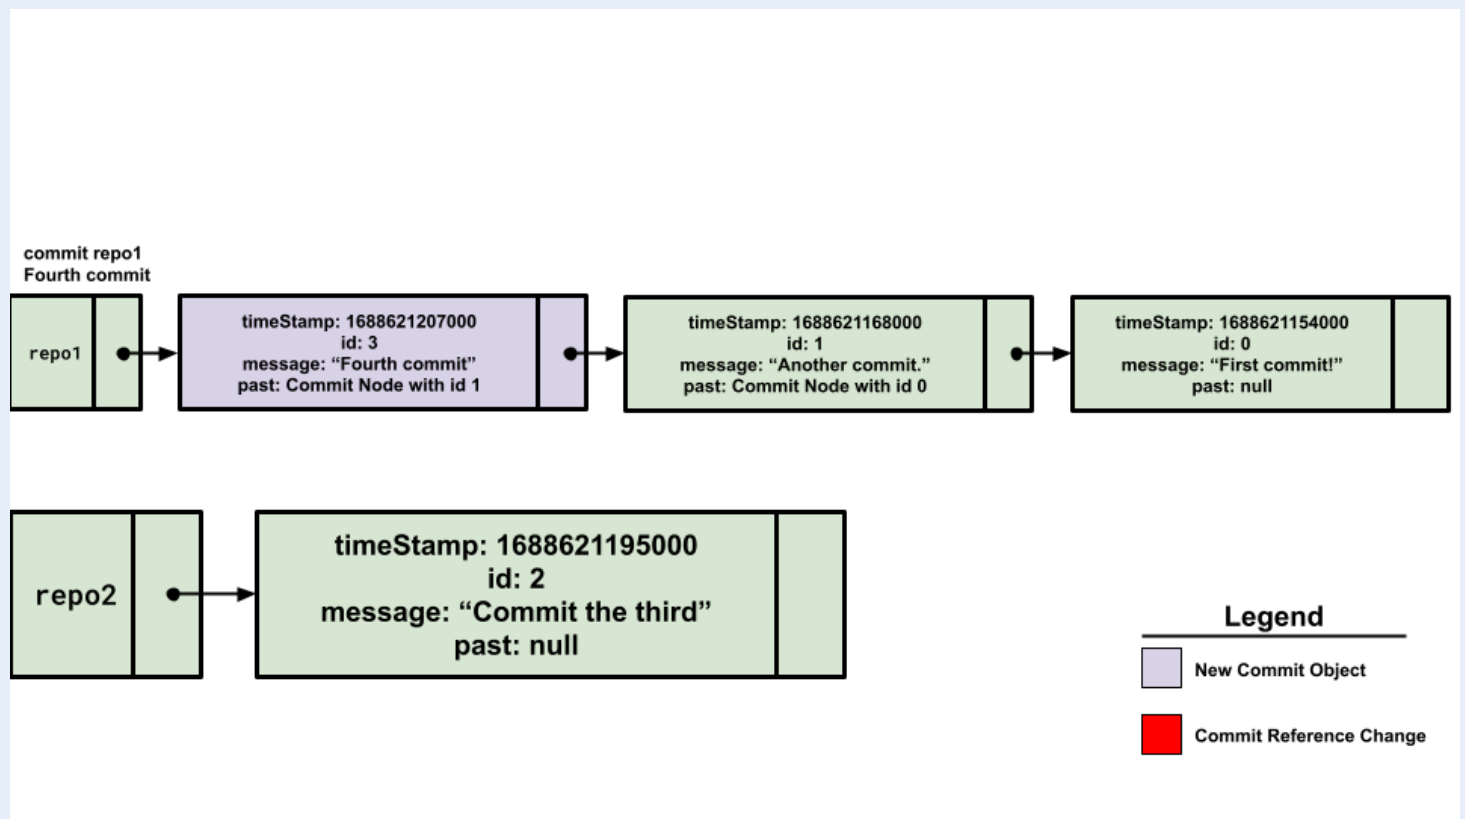 commit repo1
Fourth commit
repo1
timeStamp: 1688621207000
id: 3
message: “Fourth commit”
past: Commit Node with id 1
timeStamp: 1688621168000
id: 1
message: “Another commit.”
past: Commit Node with id 0
timeStamp: 1688621154000
id: 0
message: “First commit!”
past: null
repo2
timeStamp: 1688621195000
id: 2
message: “Commit the third”
past: null
Legend
New Commit Object
Commit Reference Change